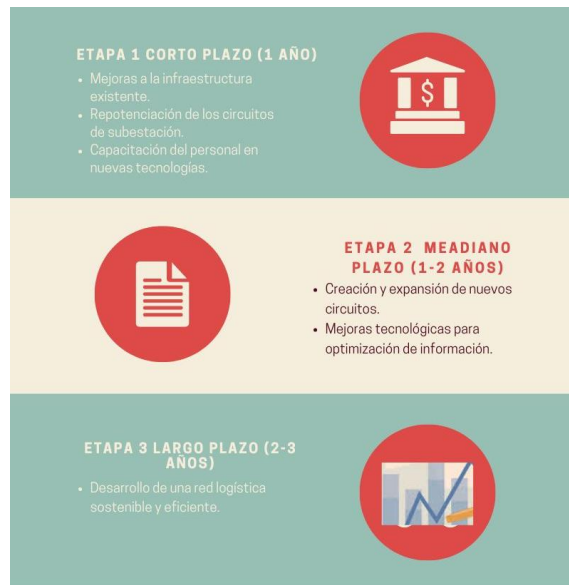 ETAPA 1 CORTO PLAZO (1 AÑO)
• Mejoras a la infraestructura
existente.
• Repotenciación de los circuitos
de subestación.
• Capacitación del personal en
nuevas tecnologías.
$
ETAPA 2 MEADIANO
PLAZO (1-2 AÑOS)
• Creación y expansión de nuevos
circuitos.
• Mejoras tecnológicas para
optimización de información.
ETAPA 3 LARGO PLAZO (2-3
AÑOS)
• Desarrollo de una red logística
sostenible y eficiente.